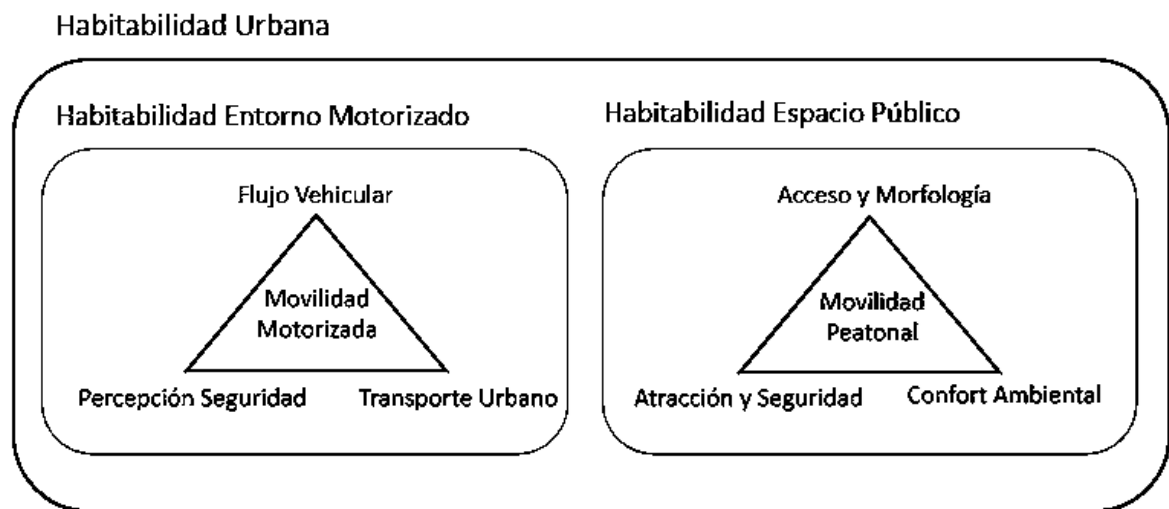 Habitabilidad Urbana
Habitabilidad Entorno Motorizado
Flujo Vehicular
Movilidad
Motorizada
Percepción Seguridad
Transporte Urbano
Habitabilidad Espacio Público
Acceso y Morfología
Movilidad
Peatonal
Atracción y Seguridad
Confort Ambiental